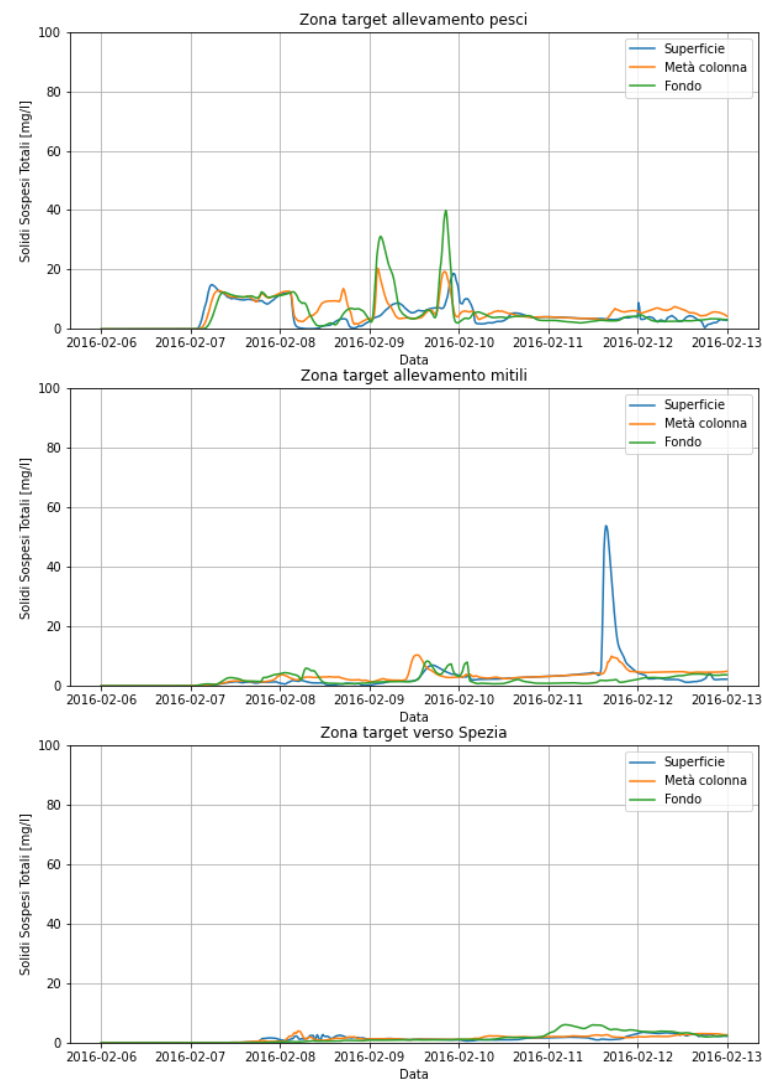 Zona target allevamento pesci
100
80
60
40
20
0
Solidi Sospesi Totali [mg/l]
Superficie
Metà colonna
Fondo
2016-02-06 2016-02-07 2016-02-08 2016-02-09 2016-02-10 2016-02-11 2016-02-12 2016-02-13
Data
Zona target allevamento mitili
100
80
60
40
20
0
Solidi Sospesi Totali [mg/l]
Superficie
Metà colonna
Fondo
2016-02-06 2016-02-07 2016-02-08 2016-02-09 2016-02-10 2016-02-11 2016-02-12 2016-02-13
Data
Zona target verso Spezia
100
80
60
40
20
0
Solidi Sospesi Totali [mg/l]
Superficie
Metà colonna
Fondo
2016-02-06 2016-02-07 2016-02-08 2016-02-09 2016-02-10 2016-02-11 2016-02-12 2016-02-13
Data